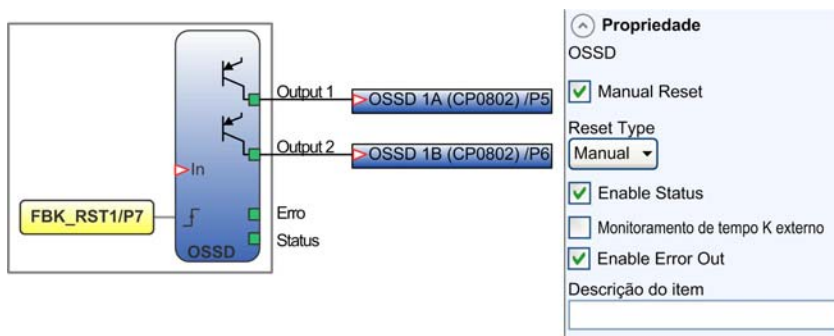 Output 1
OSSD 1A (CP0802) /P5
Output 2
OSSD 1B (CP0802) /P6
In
FBK_RST1/P7
Erro
Status
OSSD
Propriedade
OSSD
Manual Reset
Reset Type
Manual
Enable Status
Monitoramento de tempo K externo
Enable Error Out
Descrição do item